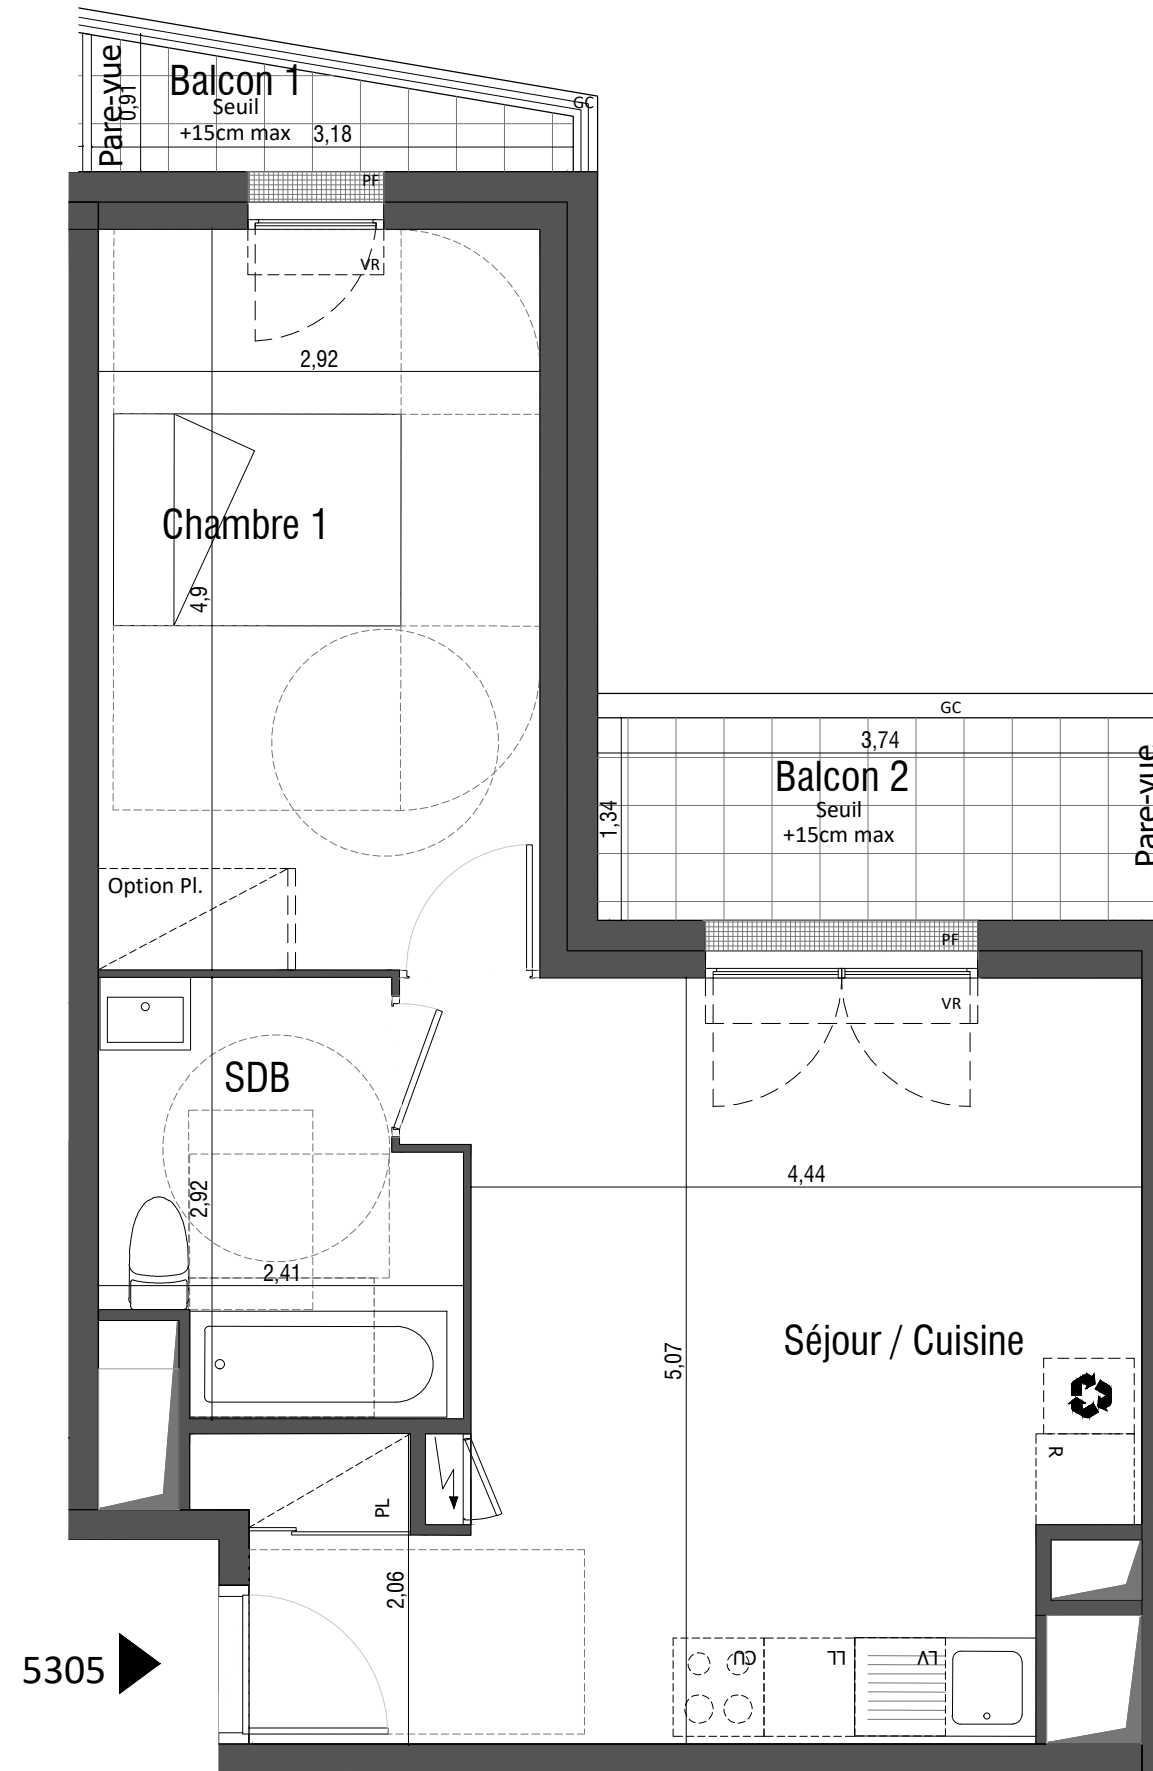 Pare-vue
0,91
Balcon 1
Seuil
+15cm max
3,18
GC
PF
VR
2,92
Chambre 1
4,9
GC
3,74
Balcon 2
Seuil
+15cm max
1,34
Pare-vue
Option Pl.
PF
VR
SDB
4,44
2,92
2,41
Séjour / Cuisine
5,07
R
PL
2,06
5305
CU
LL
LV